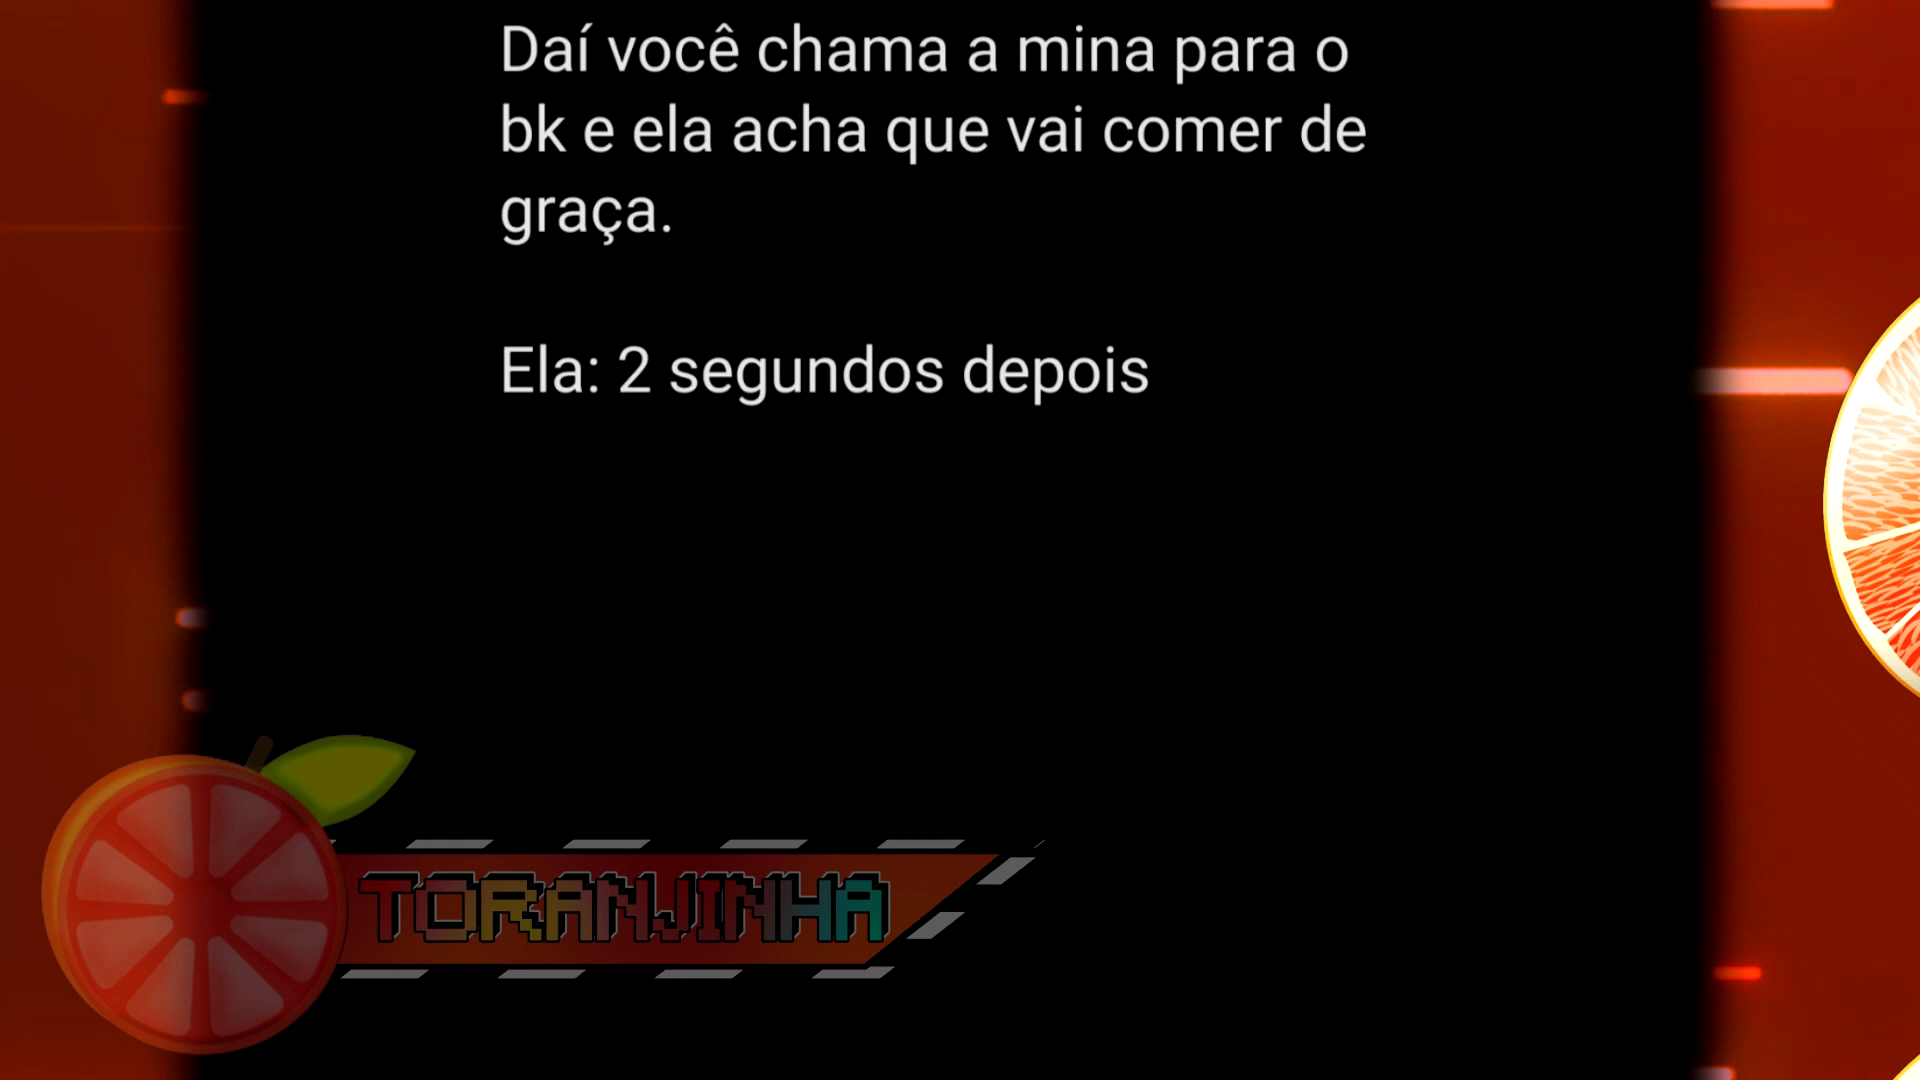 Daí você chama a mina para o
bk e ela acha que vai comer de
graça.
Ela: 2 segundos depois
TORANJINHA